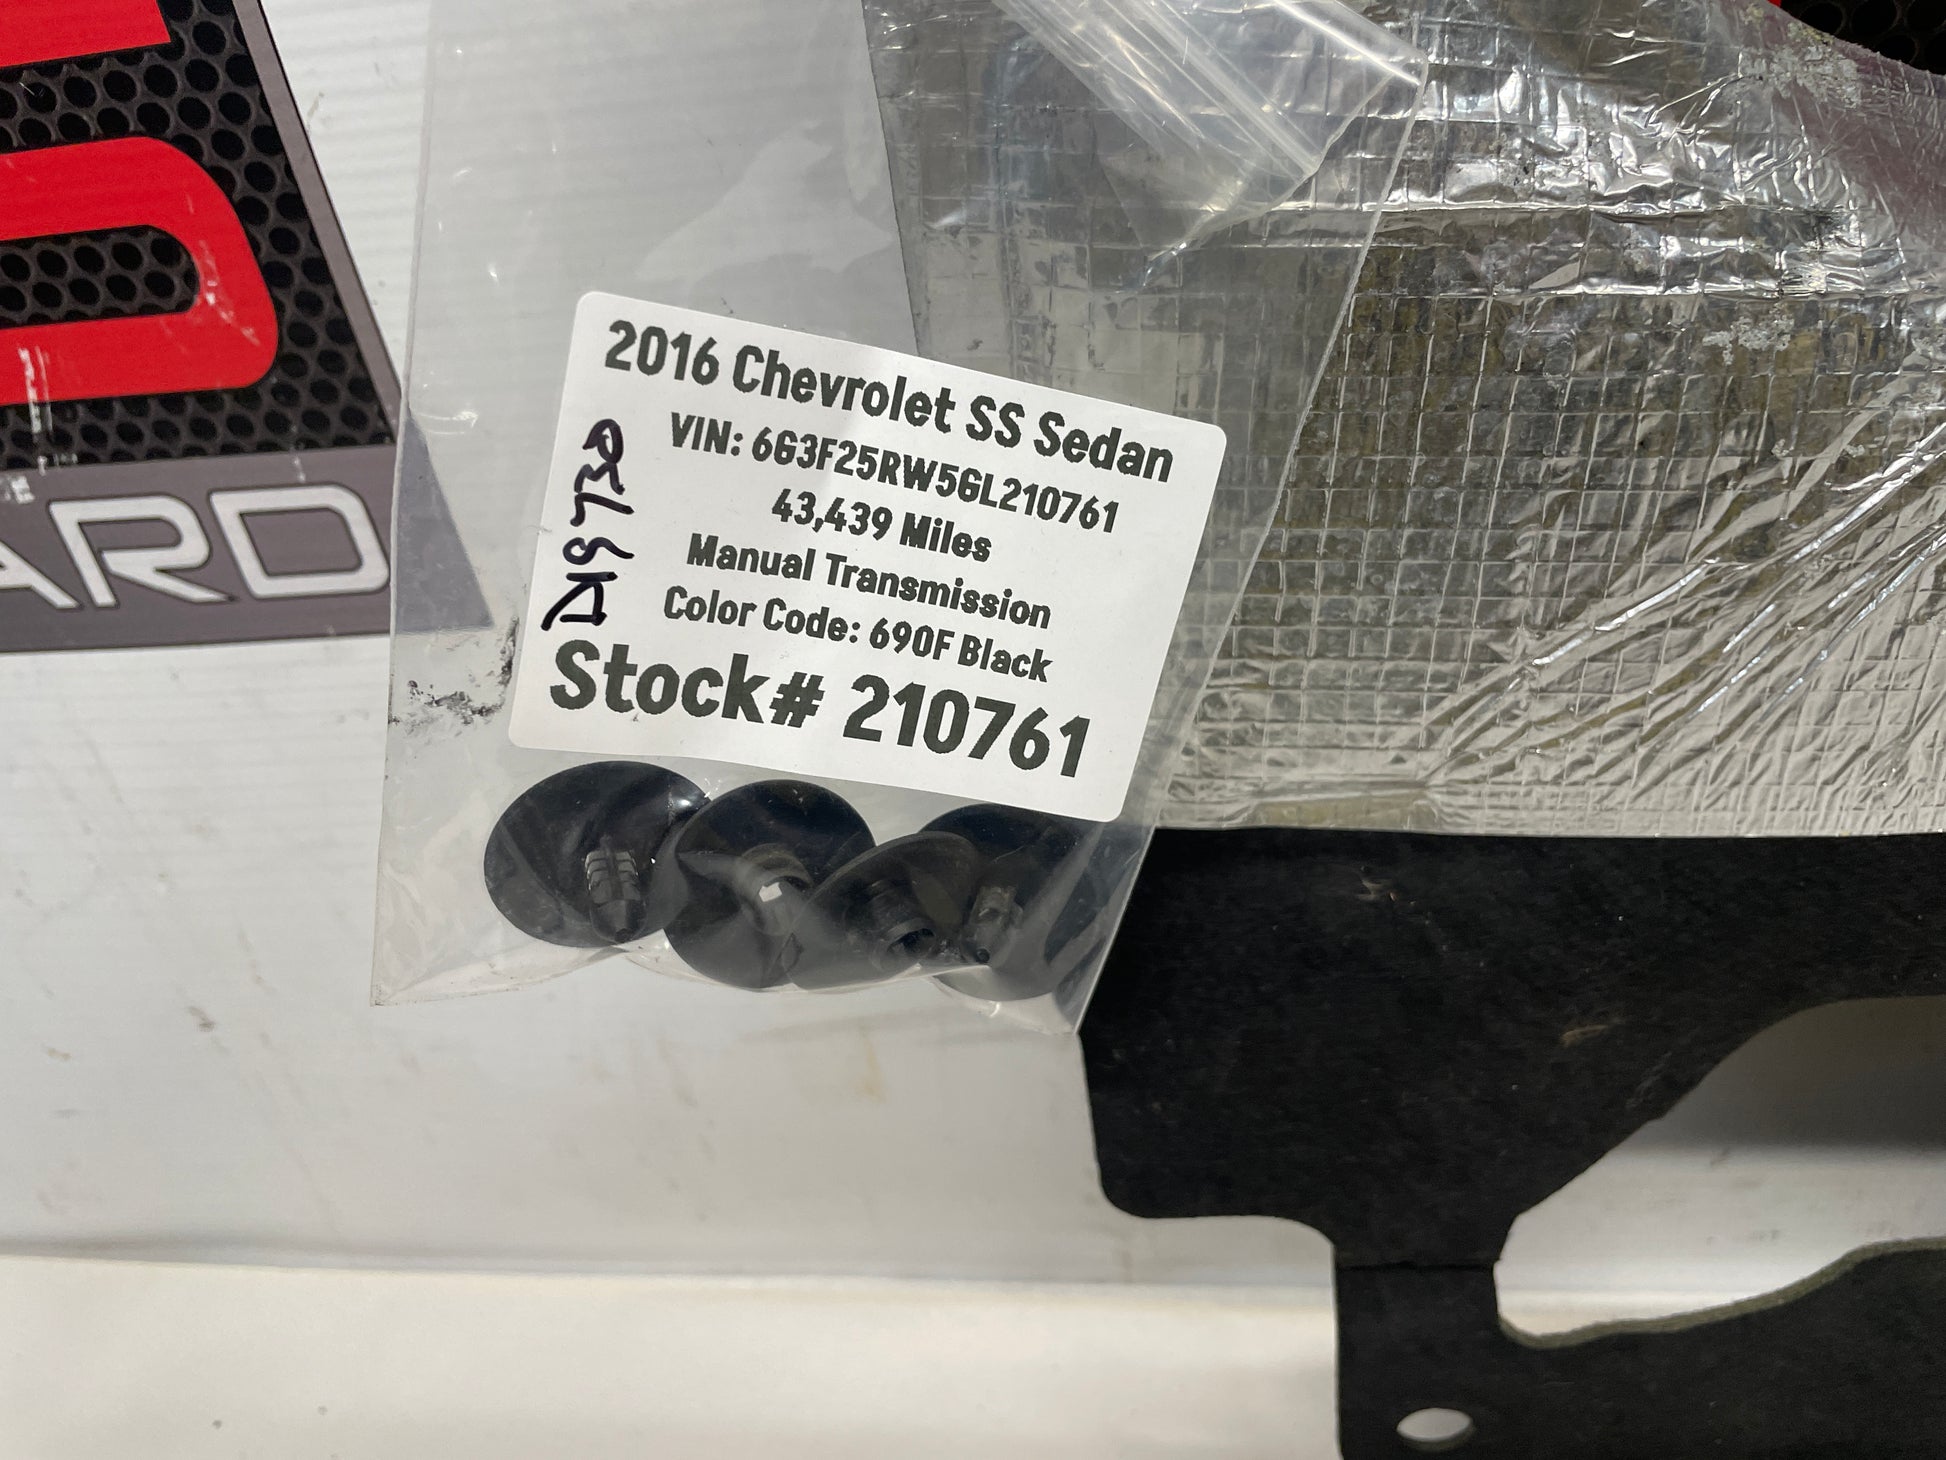 ARD
2016 Chevrolet SS Sedan
VIN: 6G3F25RW5GL210761
43,439 Miles
Manual Transmission
Color Code: 690F Black
Stock# 210761